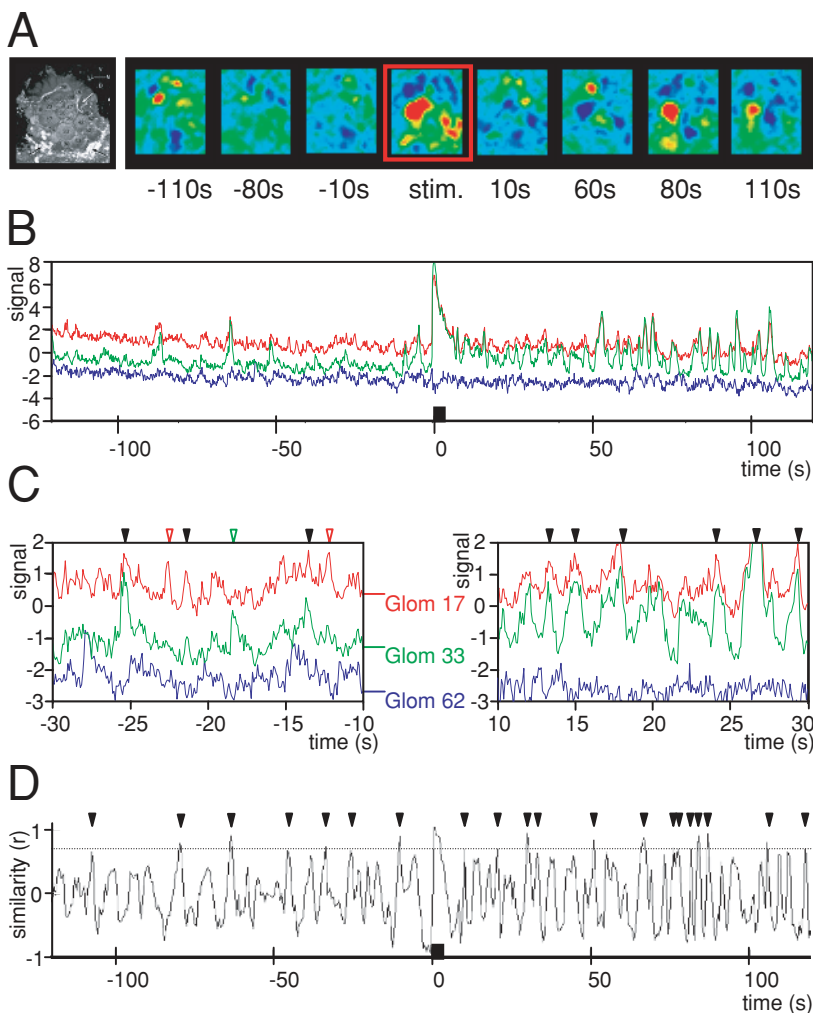 A
-110s -80s -10s stim. 10s 60s 80s 110s
B
signal
8
6
4
2
0
-2
-4
-6
-100 -50 0 50 100
time (s)
C
signal
2
1
0
-1
-2
-3
-30 -25 -20 -15 -10
time (s)
Glom 17
Glom 33
Glom 62
signal
2
1
0
-1
-2
-3
10 15 20 25 30
time (s)
D
similarity (r)
1
0
-1
-100 -50 0 50 100
time (s)